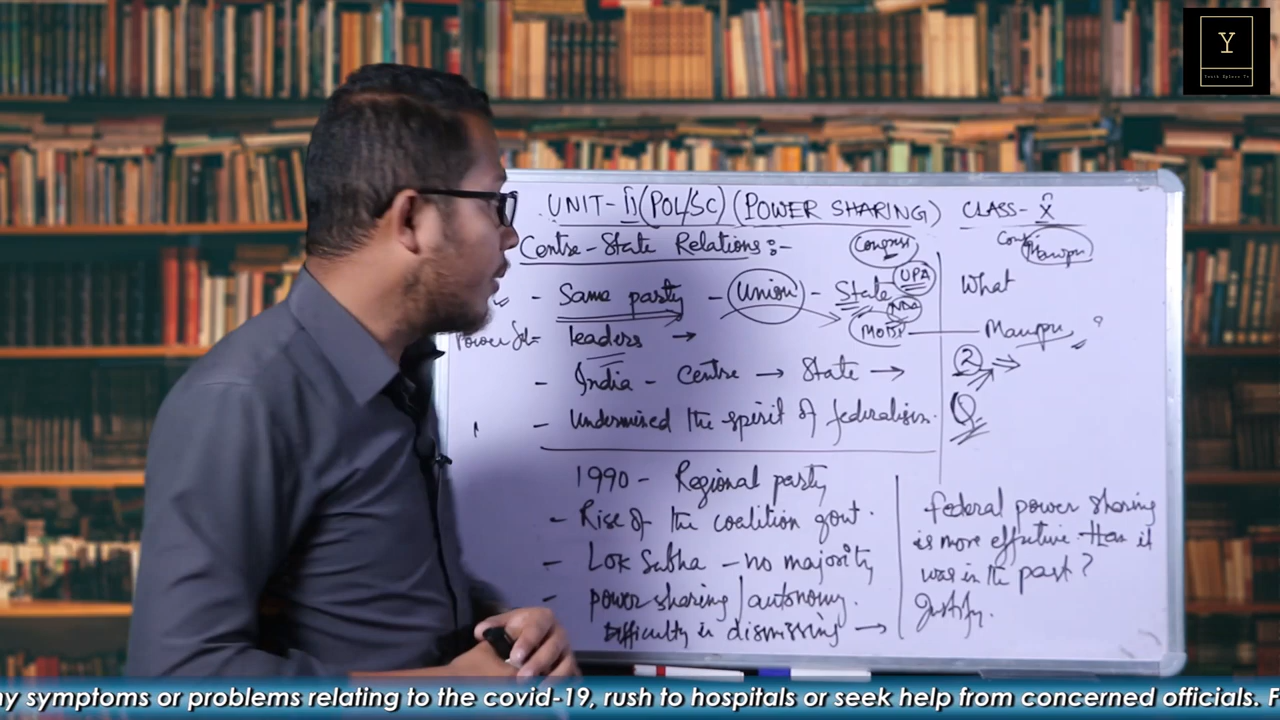 Y
UNIT-II (POL/SC) (POWER SHARING) CLASS- X
Centre-State Relations :-
Congress
Manipur
- Same party - Union - State
UPA
NDA
What
leaders →
Modi
Manipur ?
- India - Centre → State →
2
- Undermined the spirit of federalism.
Q
1990 - Regional party
- Rise of the coalition govt.
- Lok Sabha - no majority
- power sharing / autonomy.
Difficulty in dismissing →
federal power sharing
is more effective than it
was in the past?
Justify.
ny symptoms or problems relating to the covid-19, rush to hospitals or seek help from concerned officials. F